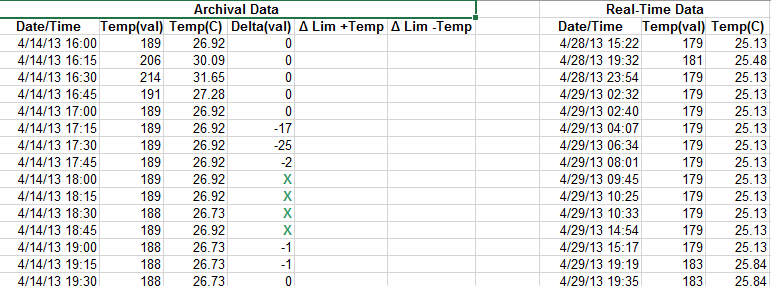 Archival Data Real-Time Data
Date/Time Temp(val) Temp(C) Delta(val) Δ Lim +Temp Δ Lim -Temp Date/Time Temp(val) Temp(C)
4/14/13 16:00 189 26.92 0 4/28/13 15:22 179 25.13
4/14/13 16:15 206 30.09 0 4/28/13 19:32 181 25.48
4/14/13 16:30 214 31.65 0 4/28/13 23:54 179 25.13
4/14/13 16:45 191 27.28 0 4/29/13 02:32 179 25.13
4/14/13 17:00 189 26.92 0 4/29/13 02:40 179 25.13
4/14/13 17:15 189 26.92 -17 4/29/13 04:07 179 25.13
4/14/13 17:30 189 26.92 -25 4/29/13 06:34 179 25.13
4/14/13 17:45 189 26.92 -2 4/29/13 08:01 179 25.13
4/14/13 18:00 189 26.92 X 4/29/13 09:45 179 25.13
4/14/13 18:15 189 26.92 X 4/29/13 10:25 179 25.13
4/14/13 18:30 188 26.73 X 4/29/13 10:33 179 25.13
4/14/13 18:45 189 26.92 X 4/29/13 14:54 179 25.13
4/14/13 19:00 188 26.73 -1 4/29/13 15:17 179 25.13
4/14/13 19:15 188 26.73 -1 4/29/13 19:19 183 25.84
4/14/13 19:30 188 26.73 0 4/29/13 19:35 183 25.84